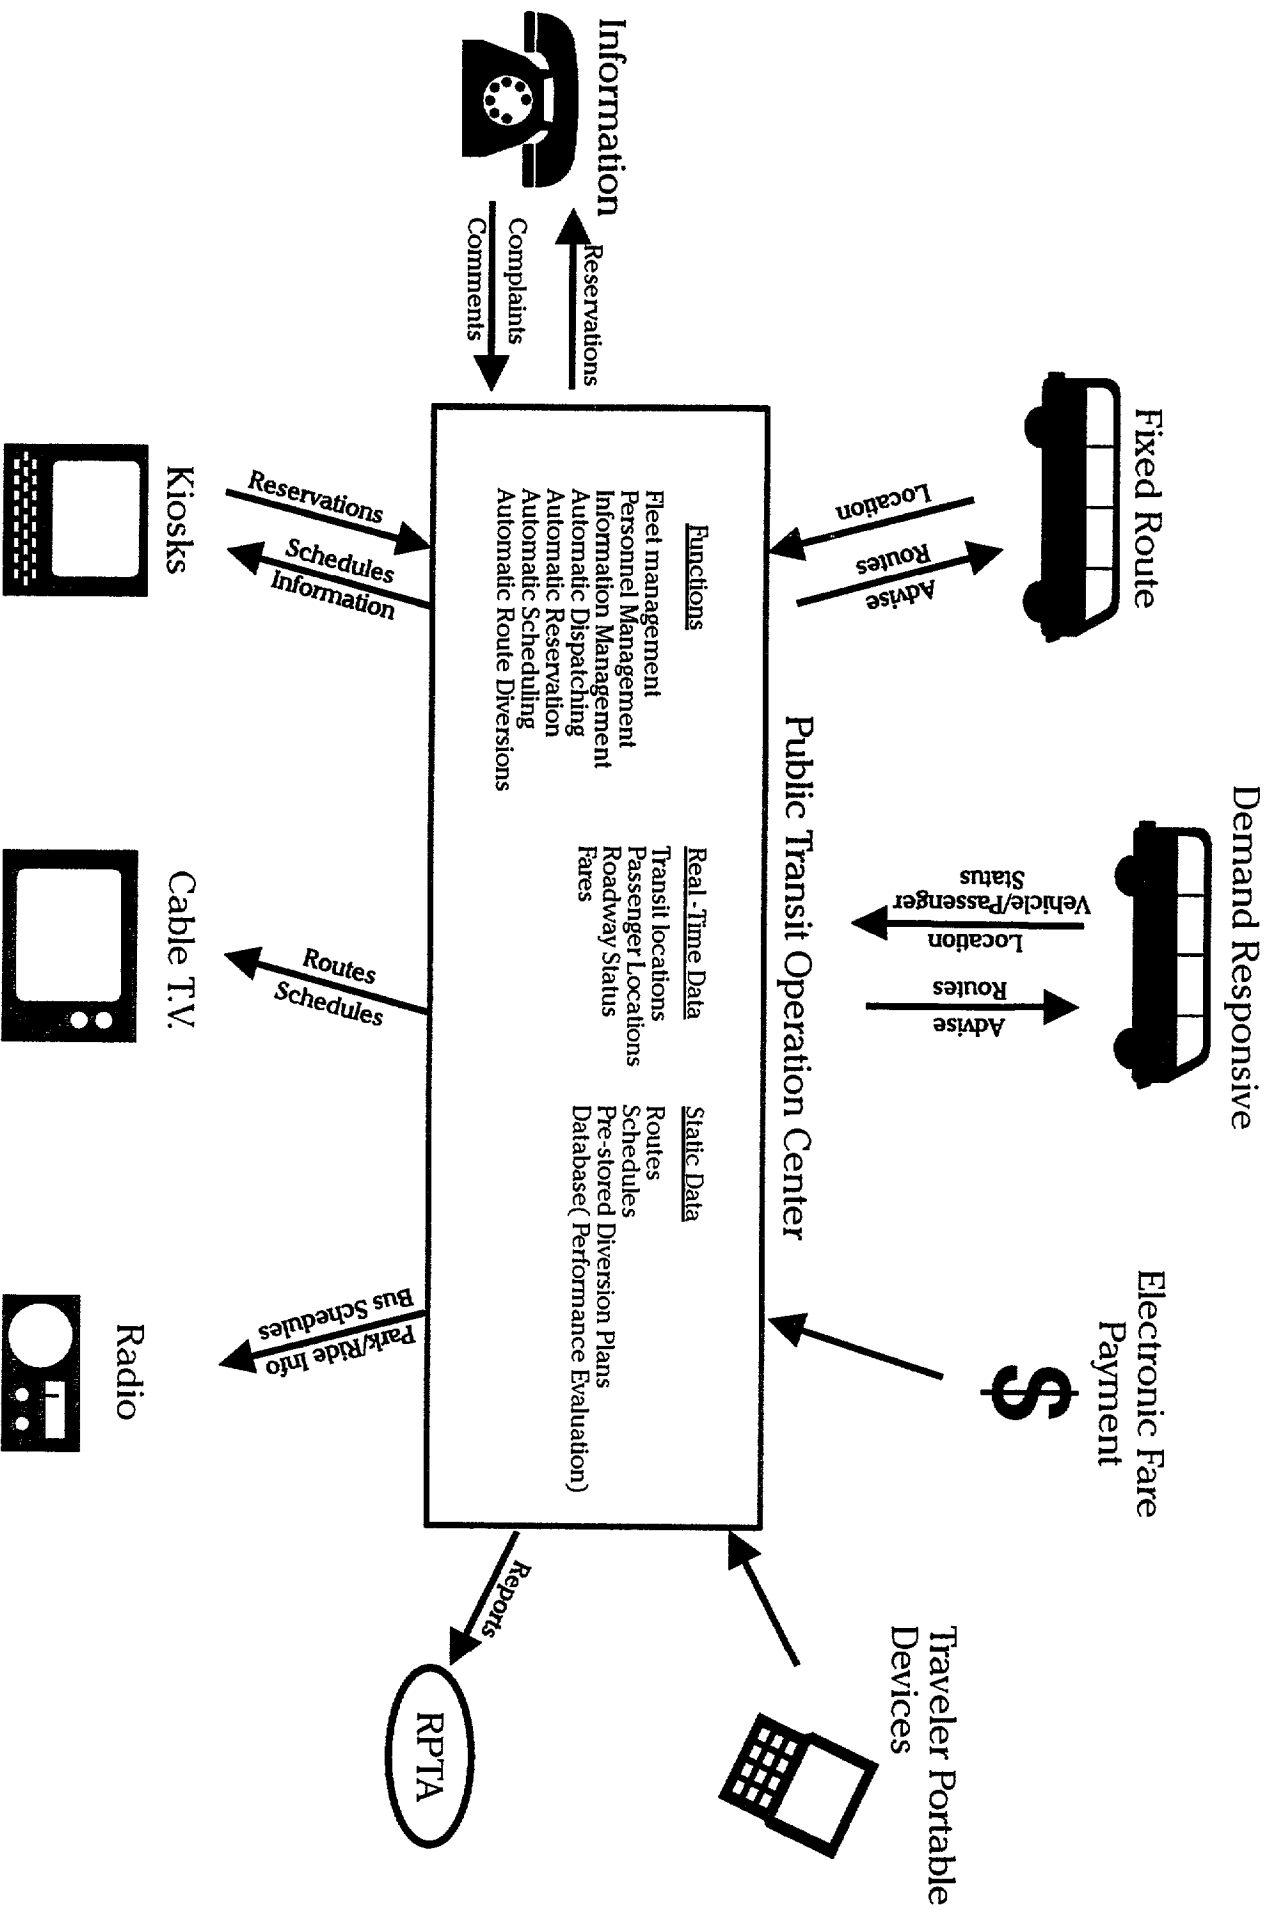 Fixed Route
Location
Routes
Advise
Demand Responsive
Status
Vehicle/Passenger
Location
Routes
Advise
Electronic Fare
Payment
Traveler Portable
Devices
Information
Reservations
Complaints
Comments
Public Transit Operation Center
Functions
Fleet management
Personnel Management
Information Management
Automatic Dispatching
Automatic Reservation
Automatic Scheduling
Automatic Route Diversions
Real -Time Data
Transit locations
Passenger Locations
Roadway Status
Fares
Static Data
Routes
Schedules
Pre-stored Diversion Plans
Database( Performance Evaluation)
Reports
RPTA
Reservations
Schedules
Information
Kiosks
Routes
Schedules
Cable T.V.
Bus Schedules
Park/Ride Info
Radio